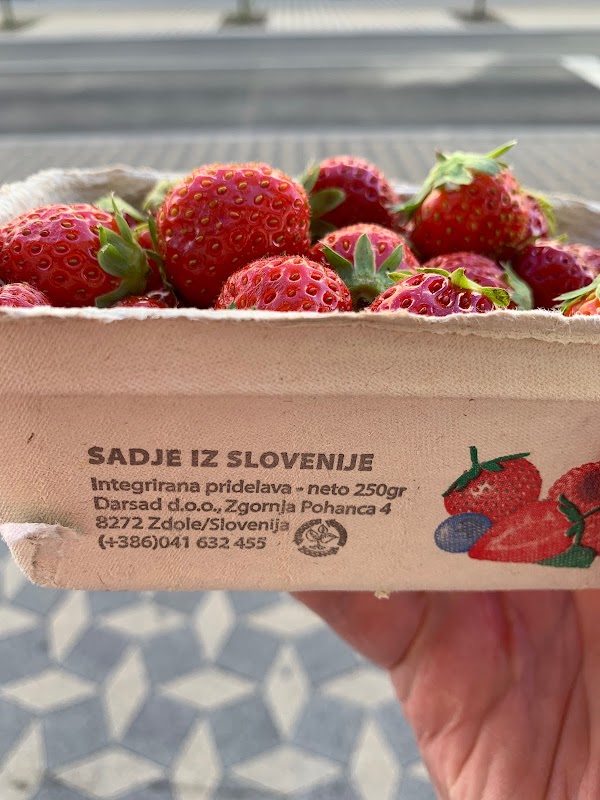 SADJE IZ SLOVENIJE
Integrirana pridelava - neto 250gr
Darsad d.o.o., Zgornja Pohanca 4
8272 Zdole/Slovenija
(+386)041 632 455